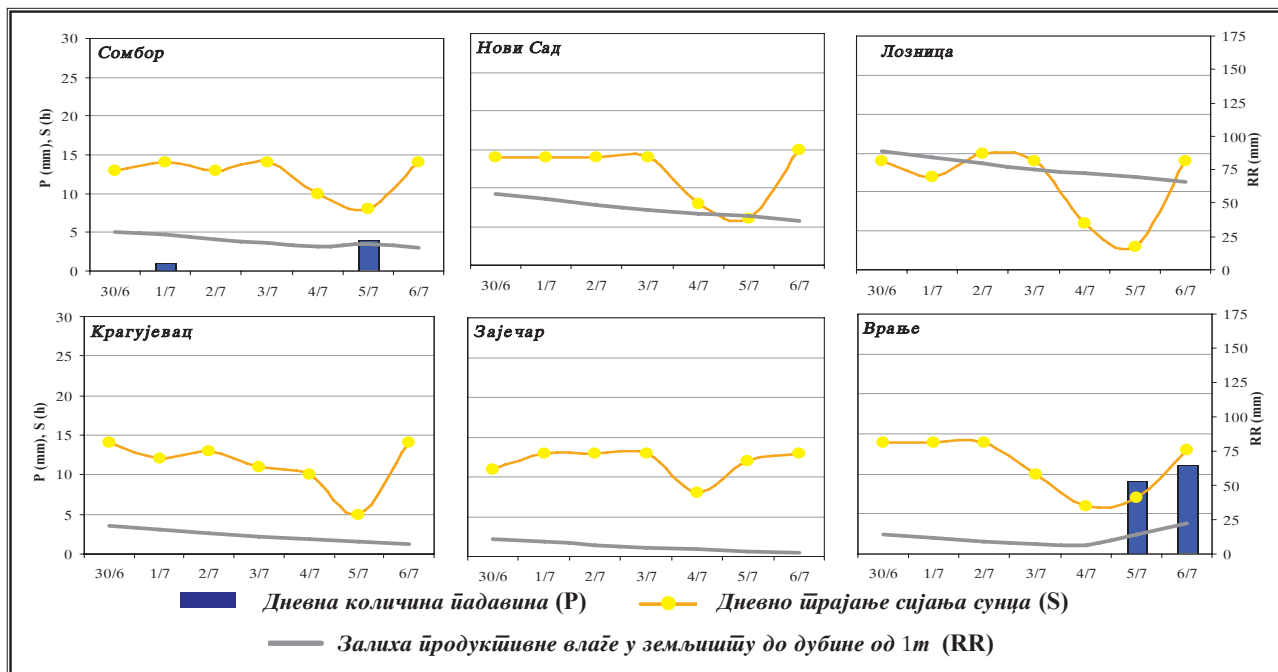 Сомбор
Нови Сад
Лозница
P (mm), S (h)
30
25
20
15
10
5
0
175
150
125
100
75
50
25
0
RR (mm)
30/6 1/7 2/7 3/7 4/7 5/7 6/7
30/6 1/7 2/7 3/7 4/7 5/7 6/7
30/6 1/7 2/7 3/7 4/7 5/7 6/7
Крагујевац
Зајечар
Врање
P (mm), S (h)
30
25
20
15
10
5
0
175
150
125
100
75
50
25
0
RR (mm)
30/6 1/7 2/7 3/7 4/7 5/7 6/7
30/6 1/7 2/7 3/7 4/7 5/7 6/7
30/6 1/7 2/7 3/7 4/7 5/7 6/7
Дневна количина падавина (P)
Дневно трајање сијања сунца (S)
Залиха продуктивне влаге у земљишту до дубине од 1m (RR)